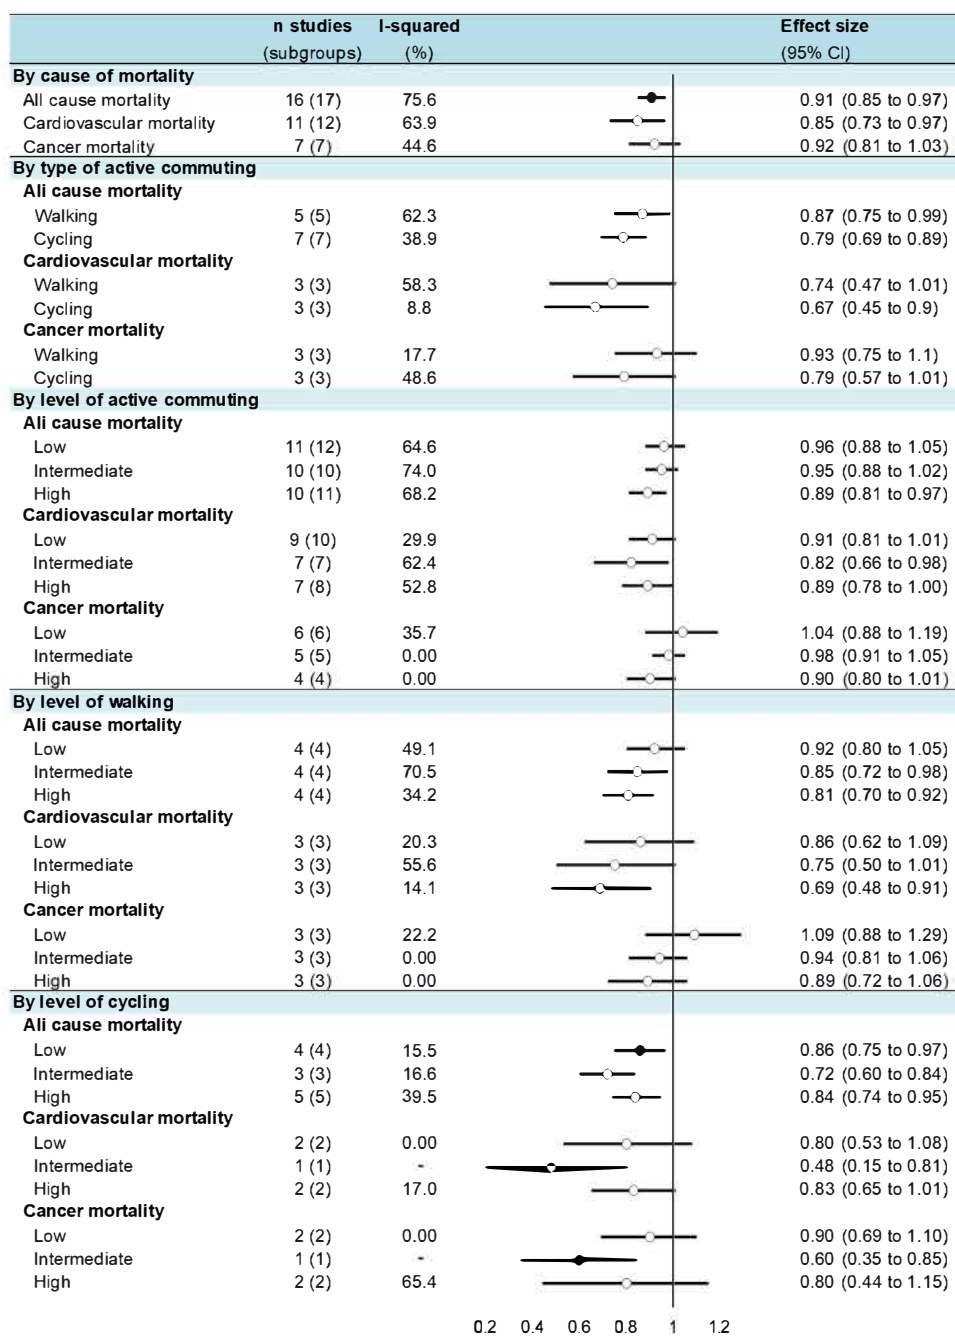 n studies I-squared Effect size
(subgroups) (%) (95% CI)
By cause of mortality
All cause mortality 16 (17) 75.6 0.91 (0.85 to 0.97)
Cardiovascular mortality 11 (12) 63.9 0.85 (0.73 to 0.97)
Cancer mortality 7 (7) 44.6 0.92 (0.81 to 1.03)
By type of active commuting
Ali cause mortality
Walking 5 (5) 62.3 0.87 (0.75 to 0.99)
Cycling 7 (7) 38.9 0.79 (0.69 to 0.89)
Cardiovascular mortality
Walking 3 (3) 58.3 0.74 (0.47 to 1.01)
Cycling 3 (3) 8.8 0.67 (0.45 to 0.9)
Cancer mortality
Walking 3 (3) 17.7 0.93 (0.75 to 1.1)
Cycling 3 (3) 48.6 0.79 (0.57 to 1.01)
By level of active commuting
Ali cause mortality
Low 11 (12) 64.6 0.96 (0.88 to 1.05)
Intermediate 10 (10) 74.0 0.95 (0.88 to 1.02)
High 10 (11) 68.2 0.89 (0.81 to 0.97)
Cardiovascular mortality
Low 9 (10) 29.9 0.91 (0.81 to 1.01)
Intermediate 7 (7) 62.4 0.82 (0.66 to 0.98)
High 7 (8) 52.8 0.89 (0.78 to 1.00)
Cancer mortality
Low 6 (6) 35.7 1.04 (0.88 to 1.19)
Intermediate 5 (5) 0.00 0.98 (0.91 to 1.05)
High 4 (4) 0.00 0.90 (0.80 to 1.01)
By level of walking
Ali cause mortality
Low 4 (4) 49.1 0.92 (0.80 to 1.05)
Intermediate 4 (4) 70.5 0.85 (0.72 to 0.98)
High 4 (4) 34.2 0.81 (0.70 to 0.92)
Cardiovascular mortality
Low 3 (3) 20.3 0.86 (0.62 to 1.09)
Intermediate 3 (3) 55.6 0.75 (0.50 to 1.01)
High 3 (3) 14.1 0.69 (0.48 to 0.91)
Cancer mortality
Low 3 (3) 22.2 1.09 (0.88 to 1.29)
Intermediate 3 (3) 0.00 0.94 (0.81 to 1.06)
High 3 (3) 0.00 0.89 (0.72 to 1.06)
By level of cycling
Ali cause mortality
Low 4 (4) 15.5 0.86 (0.75 to 0.97)
Intermediate 3 (3) 16.6 0.72 (0.60 to 0.84)
High 5 (5) 39.5 0.84 (0.74 to 0.95)
Cardiovascular mortality
Low 2 (2) 0.00 0.80 (0.53 to 1.08)
Intermediate 1 (1) - 0.48 (0.15 to 0.81)
High 2 (2) 17.0 0.83 (0.65 to 1.01)
Cancer mortality
Low 2 (2) 0.00 0.90 (0.69 to 1.10)
Intermediate 1 (1) - 0.60 (0.35 to 0.85)
High 2 (2) 65.4 0.80 (0.44 to 1.15)
0.2 0.4 0.6 0.8 1 1.2